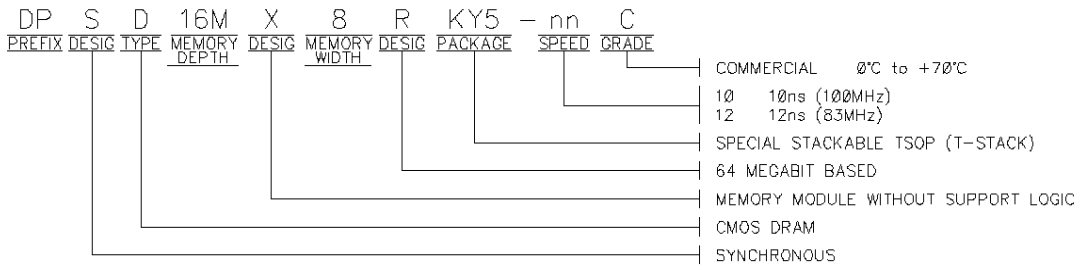 DP S D 16M X 8 R KY5 - nn C
PREFIX DESIG TYPE MEMORY DEPTH DESIG MEMORY WIDTH DESIG PACKAGE SPEED GRADE
COMMERCIAL 0°C to +70°C
10 10ns (100MHz)
12 12ns (83MHz)
SPECIAL STACKABLE TSOP (T-STACK)
64 MEGABIT BASED
MEMORY MODULE WITHOUT SUPPORT LOGIC
CMOS DRAM
SYNCHRONOUS